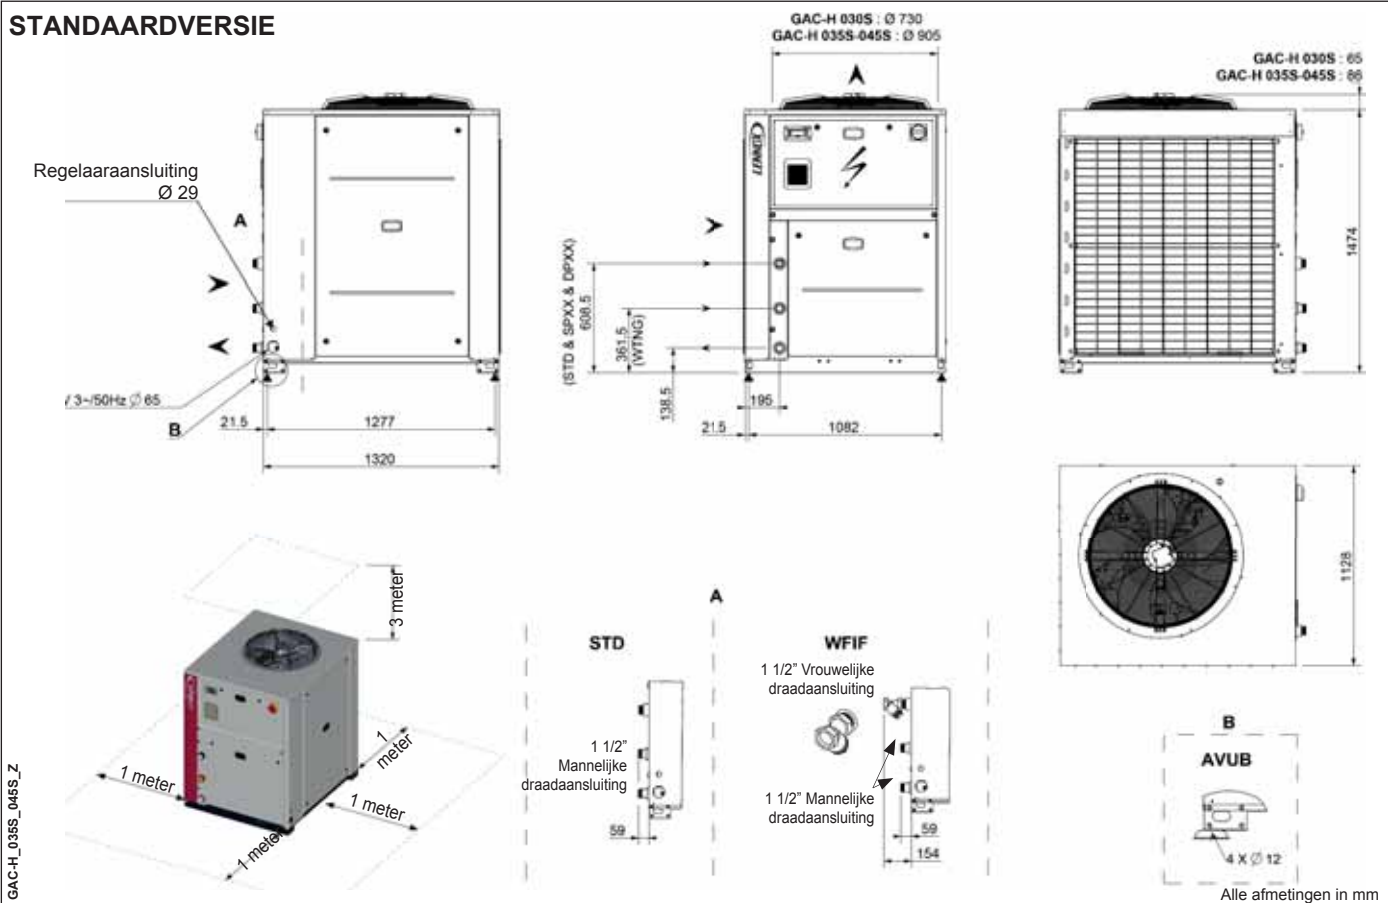 STANDAARDVERSIE
GAC-H 030S : Ø 730
GAC-H 035S-045S : Ø 905
GAC-H 030S : 65
GAC-H 035S-045S : 86
Regelaaraansluiting
Ø 29
A
/ 3~/50Hz Ø 65
B
21.5
1277
1320
LENNOX
(STD & SPXX & DPXX)
608.5
361.5
(WTNG)
138.5
195
21.5
1082
1474
1128
3 meter
1 meter
1
meter
1 meter
1 meter
A
STD
1 1/2”
Mannelijke
draadaansluiting
59
WFIF
1 1/2” Vrouwelijke
draadaansluiting
1 1/2” Mannelijke
draadaansluiting
59
154
B
AVUB
4 X Ø 12
GAC-H_035S_045S_Z
Alle afmetingen in mm